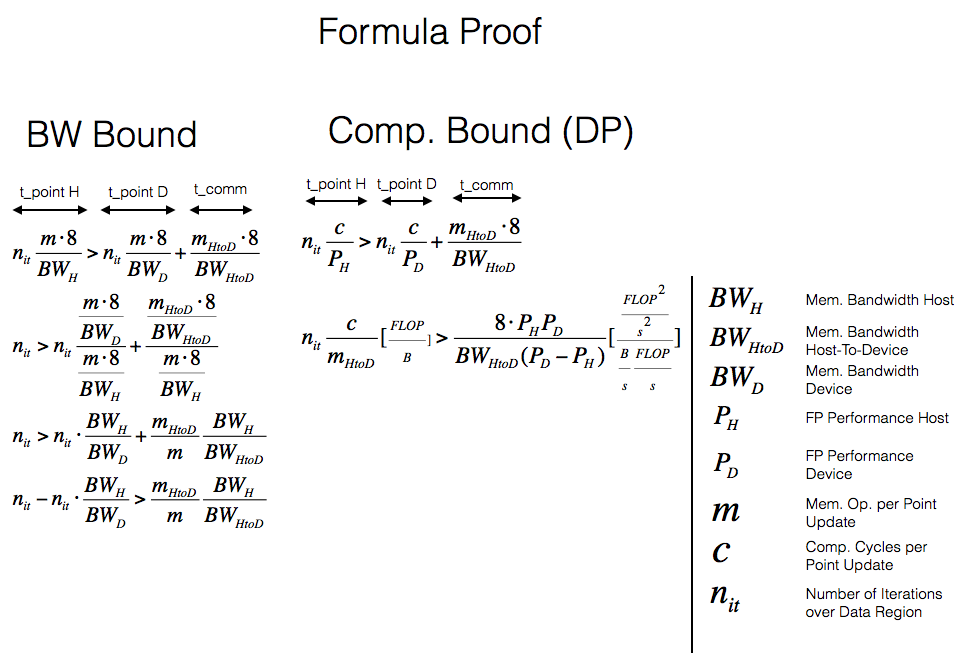 Formula Proof
BW Bound
t_point H t_point D t_comm
n_{it} \frac{m \cdot 8}{BW_H} > n_{it} \frac{m \cdot 8}{BW_D} + \frac{m_{HtoD} \cdot 8}{BW_{HtoD}}
n_{it} > n_{it} \frac{\frac{m \cdot 8}{BW_D}}{\frac{m \cdot 8}{BW_H}} + \frac{\frac{m_{HtoD} \cdot 8}{BW_{HtoD}}}{\frac{m \cdot 8}{BW_H}}
n_{it} > n_{it} \cdot \frac{BW_H}{BW_D} + \frac{m_{HtoD}}{m} \frac{BW_H}{BW_{HtoD}}
n_{it} - n_{it} \cdot \frac{BW_H}{BW_D} > \frac{m_{HtoD}}{m} \frac{BW_H}{BW_{HtoD}}
Comp. Bound (DP)
t_point H t_point D t_comm
n_{it} \frac{c}{P_H} > n_{it} \frac{c}{P_D} + \frac{m_{HtoD} \cdot 8}{BW_{HtoD}}
n_{it} \frac{c}{m_{HtoD}} [\frac{FLOP}{B}] > \frac{8 \cdot P_H P_D}{BW_{HtoD} (P_D - P_H)} [\frac{\frac{FLOP^2}{s^2}}{\frac{B}{s} \frac{FLOP}{s}}]
BW_H Mem. Bandwidth Host
BW_{HtoD} Mem. Bandwidth
Host-To-Device
BW_D Mem. Bandwidth
Device
P_H FP Performance Host
P_D FP Performance
Device
m Mem. Op. per Point
Update
c Comp. Cycles per
Point Update
n_{it} Number of Iterations
over Data Region